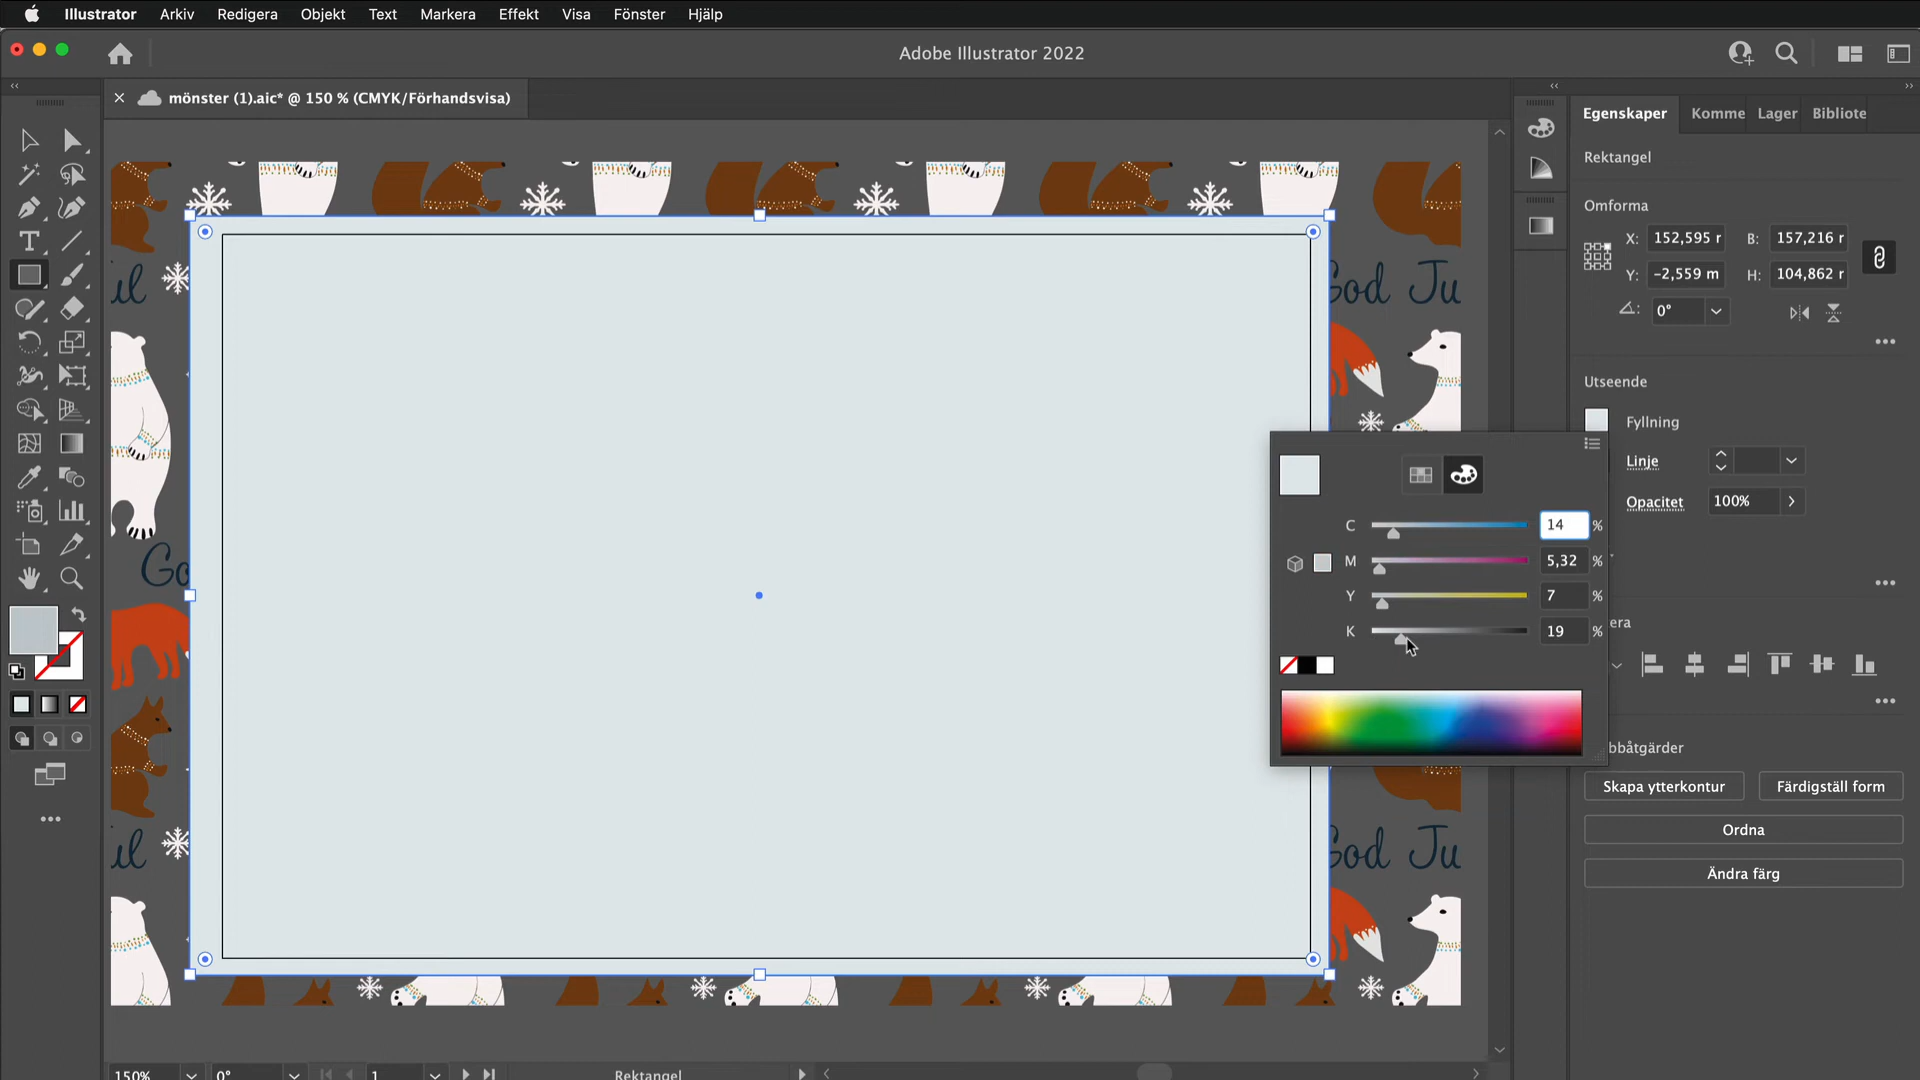 Illustrator Arkiv Redigera Objekt Text Markera Effekt Visa Fönster Hjälp
Adobe Illustrator 2022
mönster (1).aic* @ 150 % (CMYK/Förhandsvisa)
Egenskaper Komme Lager Bibliote
Rektangel
Omforma
X: 152,595 r B: 157,216 r
Y: -2,559 m H: 104,862 r
0°
Utseende
Fyllning
Linje
Opacitet 100%
C 14 %
M 5,32 %
Y 7 %
K 19 %
era
bbåtgärder
Skapa ytterkontur Färdigställ form
Ordna
Ändra färg
ul
God Ju
Go
ul
God Ju
150% 0° 1 Rektangel